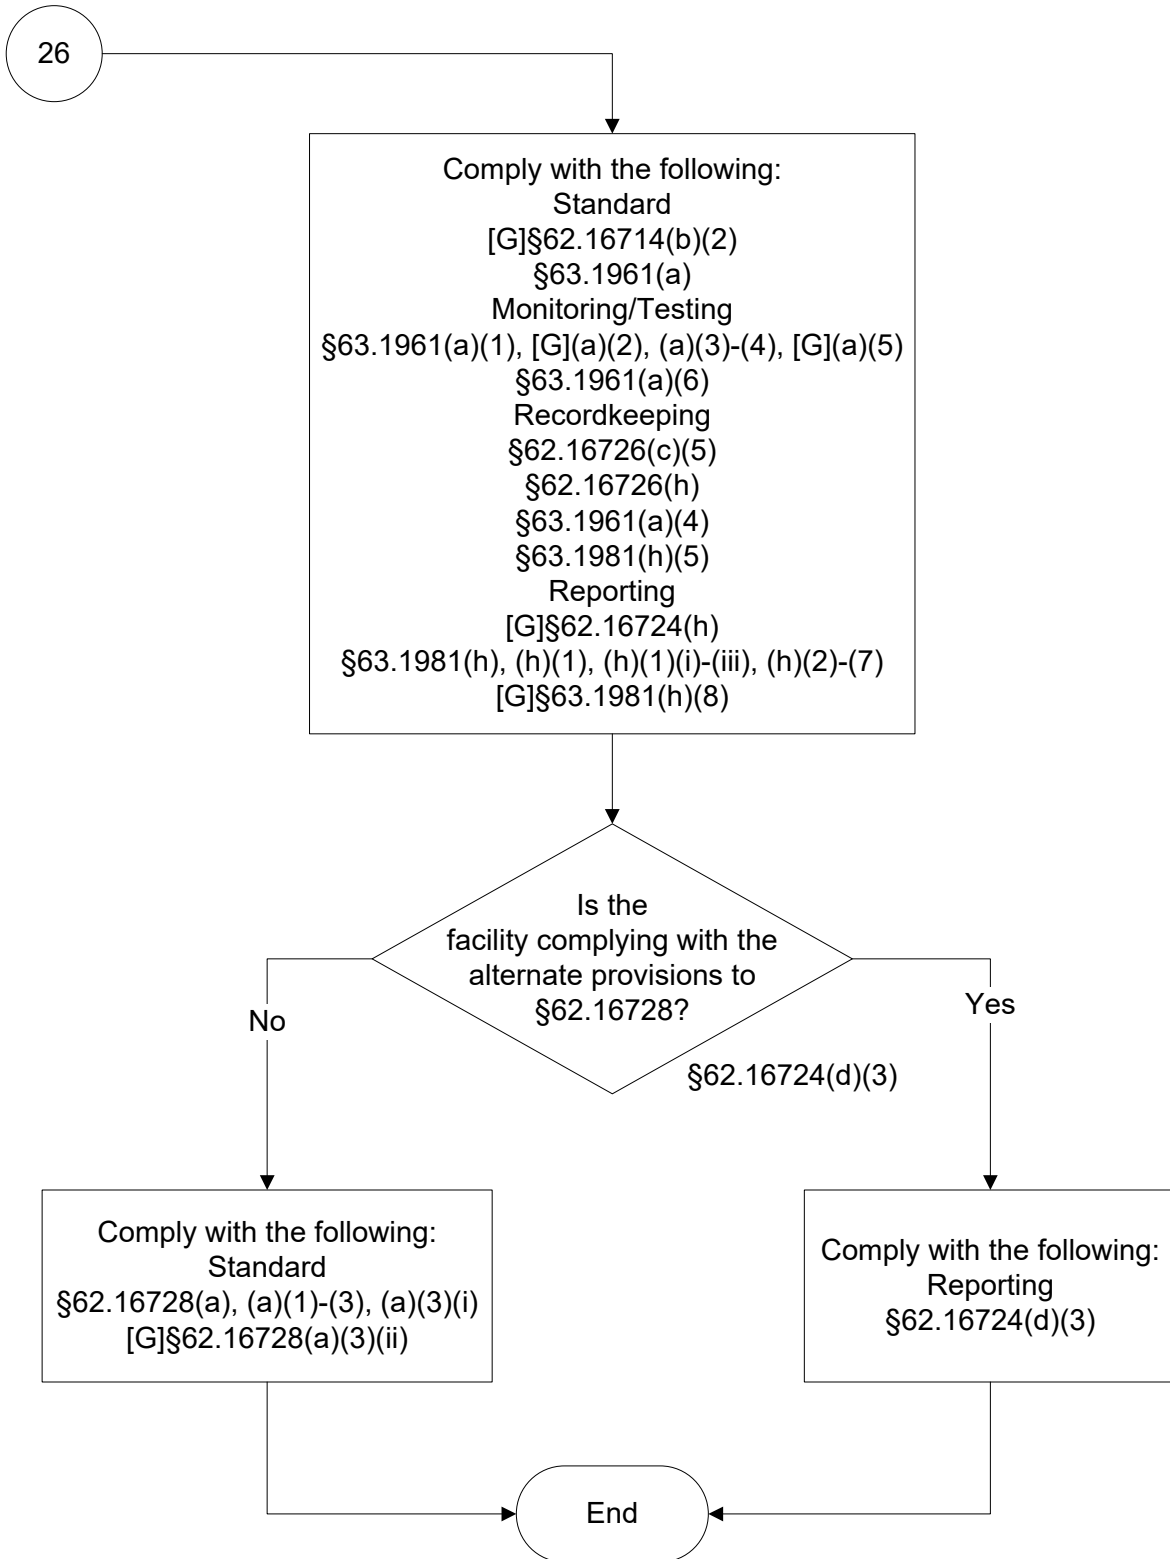 26
Comply with the following:
Standard
[G]§62.16714(b)(2)
§63.1961(a)
Monitoring/Testing
§63.1961(a)(1), [G](a)(2), (a)(3)-(4), [G](a)(5)
§63.1961(a)(6)
Recordkeeping
§62.16726(c)(5)
§62.16726(h)
§63.1961(a)(4)
§63.1981(h)(5)
Reporting
[G]§62.16724(h)
§63.1981(h), (h)(1), (h)(1)(i)-(iii), (h)(2)-(7)
[G]§63.1981(h)(8)
Is the
facility complying with the
alternate provisions to
§62.16728?
No
Yes
§62.16724(d)(3)
Comply with the following:
Standard
§62.16728(a), (a)(1)-(3), (a)(3)(i)
[G]§62.16728(a)(3)(ii)
Comply with the following:
Reporting
§62.16724(d)(3)
End